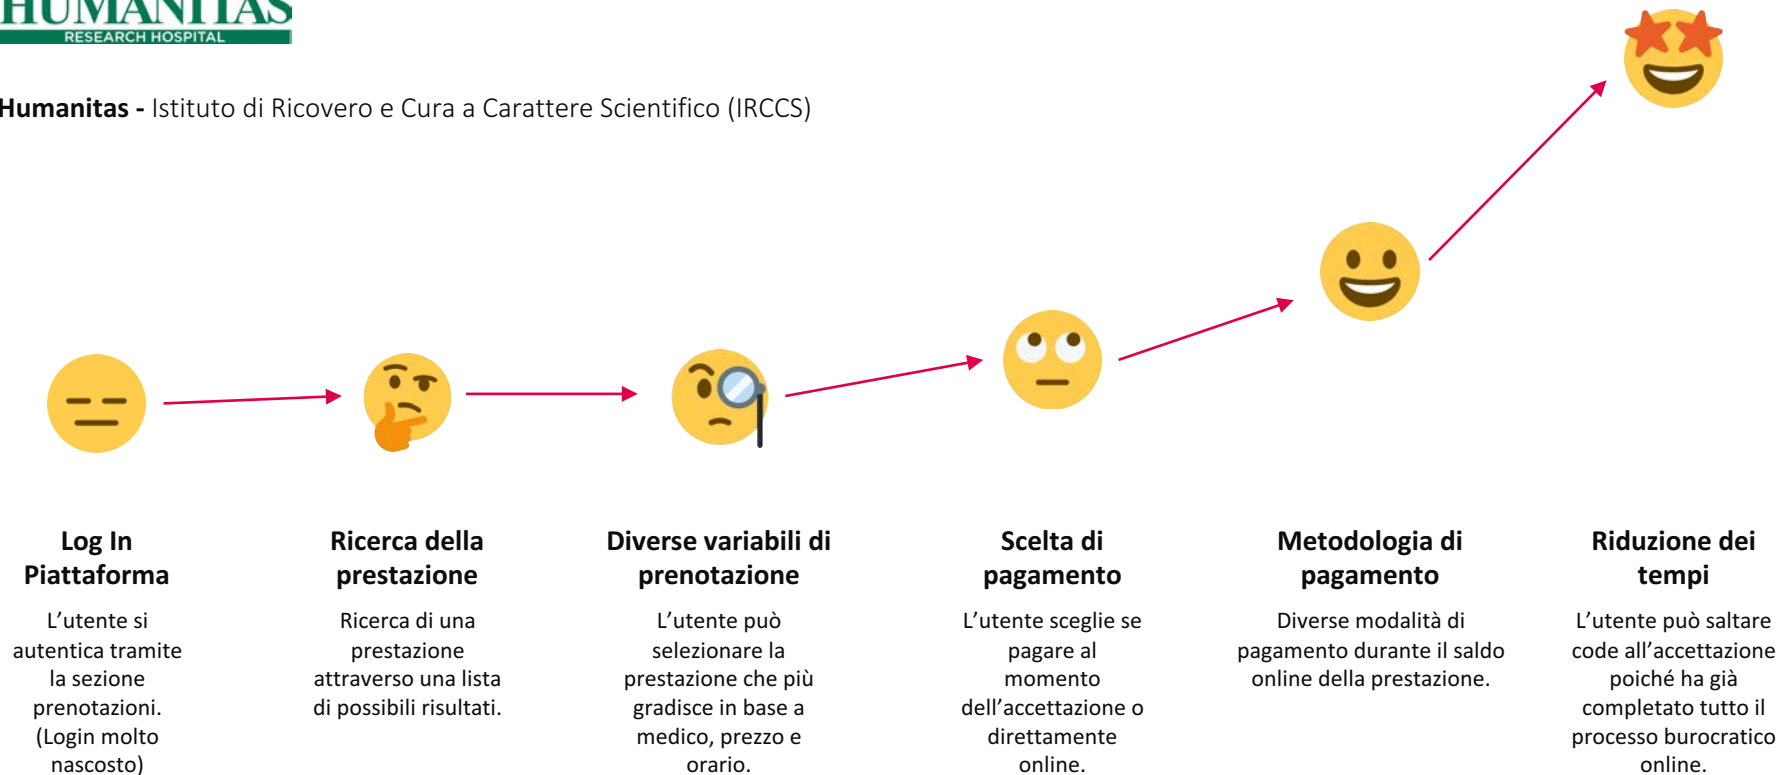 HUMANITAS
RESEARCH HOSPITAL
Humanitas - Istituto di Ricovero e Cura a Carattere Scientifico (IRCCS)
Log In
Piattaforma
L’utente si
autentica tramite
la sezione
prenotazioni.
(Login molto
nascosto)
Ricerca della
prestazione
Ricerca di una
prestazione
attraverso una lista
di possibili risultati.
Diverse variabili di
prenotazione
L’utente può
selezionare la
prestazione che più
gradisce in base a
medico, prezzo e
orario.
Scelta di
pagamento
L’utente sceglie se
pagare al
momento
dell’accettazione o
direttamente
online.
Metodologia di
pagamento
Diverse modalità di
pagamento durante il saldo
online della prestazione.
Riduzione dei
tempi
L’utente può saltare
code all’accettazione
poiché ha già
completato tutto il
processo burocratico
online.